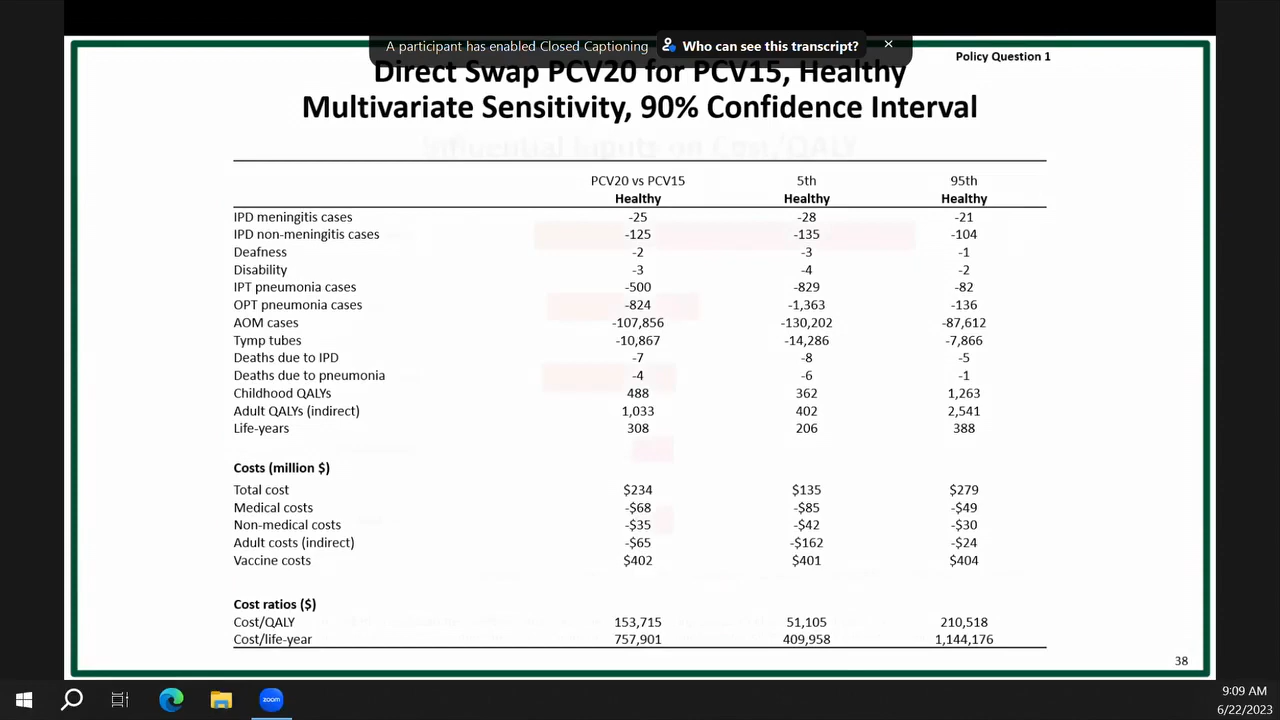 A participant has enabled Closed Captioning Who can see this transcript? ×
Policy Question 1
Direct Swap PCV20 for PCV15, Healthy
Multivariate Sensitivity, 90% Confidence Interval
Influential Inputs on Cost/QALY
PCV20 vs PCV15 5th 95th
Healthy Healthy Healthy
IPD meningitis cases -25 -28 -21
IPD non-meningitis cases -125 -135 -104
Deafness -2 -3 -1
Disability -3 -4 -2
IPT pneumonia cases -500 -829 -82
OPT pneumonia cases -824 -1,363 -136
AOM cases -107,856 -130,202 -87,612
Tymp tubes -10,867 -14,286 -7,866
Deaths due to IPD -7 -8 -5
Deaths due to pneumonia -4 -6 -1
Childhood QALYs 488 362 1,263
Adult QALYs (indirect) 1,033 402 2,541
Life-years 308 206 388
Costs (million $)
Total cost $234 $135 $279
Medical costs -$68 -$85 -$49
Non-medical costs -$35 -$42 -$30
Adult costs (indirect) -$65 -$162 -$24
Vaccine costs $402 $401 $404
Cost ratios ($)
Cost/QALY 153,715 51,105 210,518
Cost/life-year 757,901 409,958 1,144,176
38
zoom
9:09 AM
6/22/2023